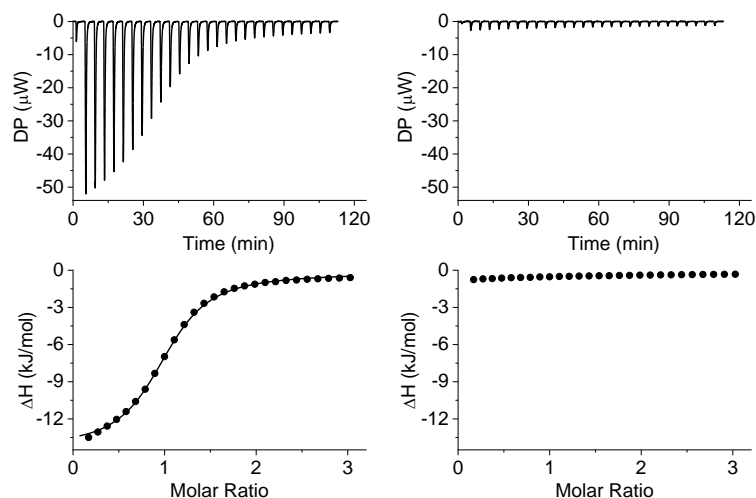 0
-10
-20
-30
-40
-50
DP (μW)
0 30 60 90 120
Time (min)
0
-10
-20
-30
-40
-50
DP (μW)
0 30 60 90 120
Time (min)
0
-3
-6
-9
-12
ΔH (kJ/mol)
0 1 2 3
Molar Ratio
0
-3
-6
-9
-12
ΔH (kJ/mol)
0 1 2 3
Molar Ratio